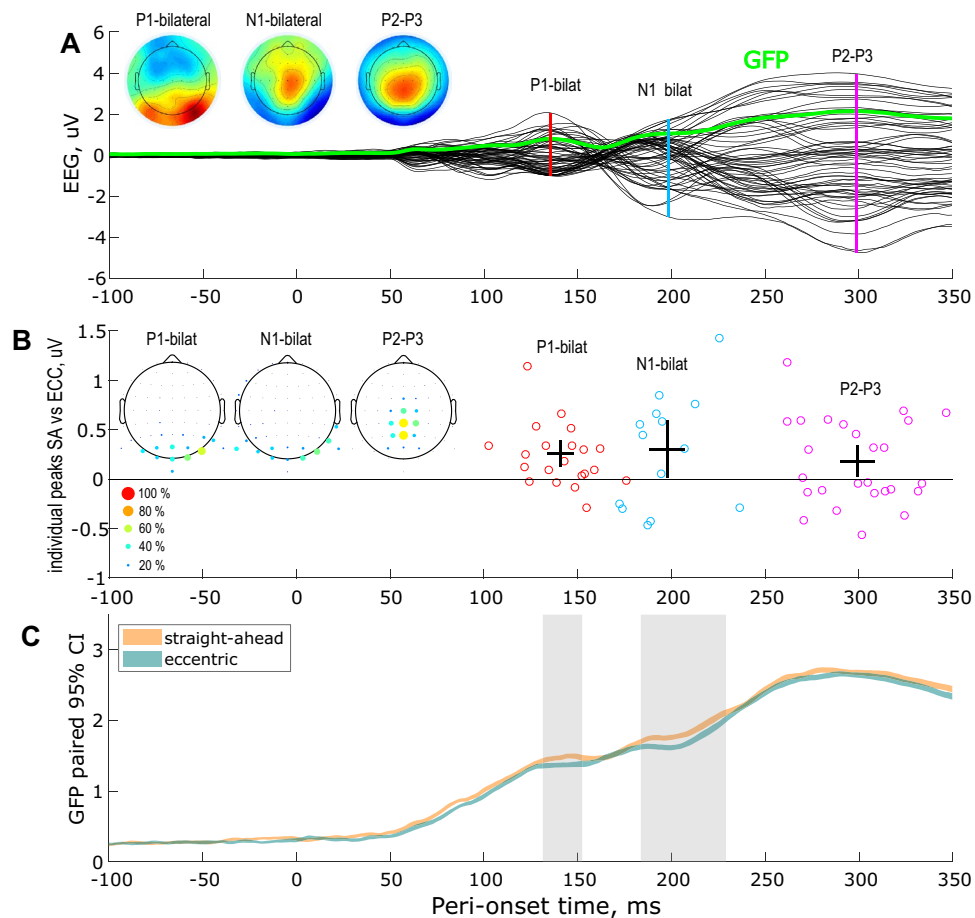 A
P1-bilateral N1-bilateral P2-P3
GFP
P1-bilat N1 bilat P2-P3
EEG, uV
6
4
2
0
-2
-4
-6
-100 -50 0 50 100 150 200 250 300 350
B
P1-bilat N1-bilat P2-P3
P1-bilat N1-bilat P2-P3
individual peaks SA vs ECC, uV
1.5
1
0.5
0
-0.5
-1
100 %
80 %
60 %
40 %
20 %
-100 -50 0 50 100 150 200 250 300 350
C
straight-ahead
eccentric
GFP paired 95% CI
3
2
1
0
-100 -50 0 50 100 150 200 250 300 350
Peri-onset time, ms